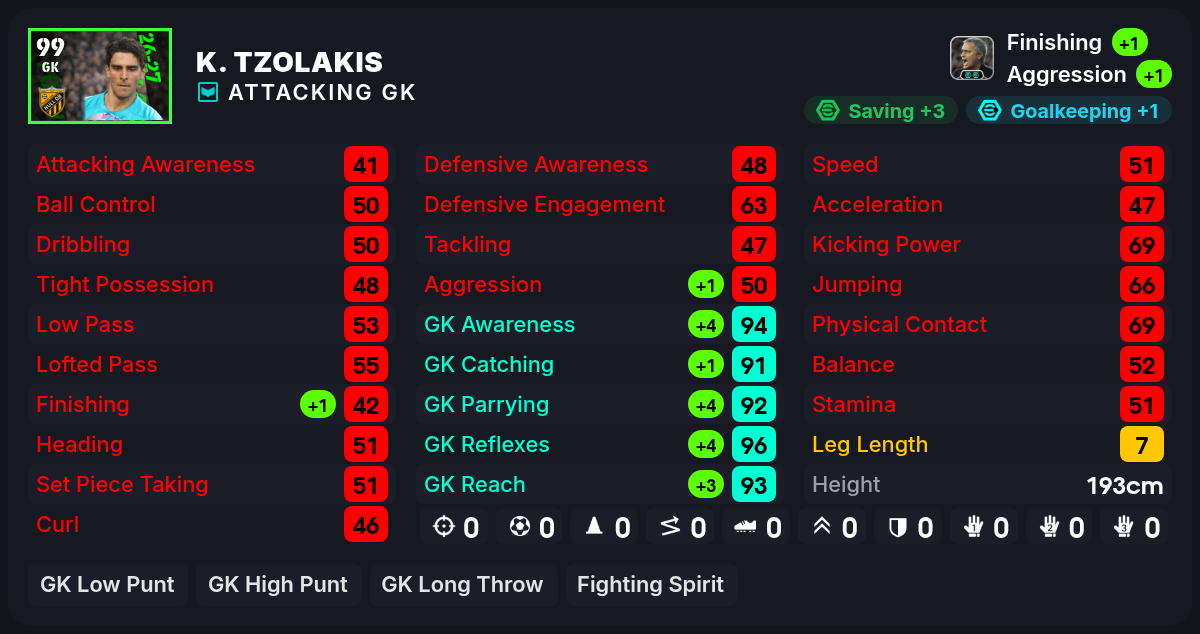 99
GK
26-27
K. TZOLAKIS
ATTACKING GK
Finishing +1
Aggression +1
Saving +3 Goalkeeping +1
Attacking Awareness 41
Ball Control 50
Dribbling 50
Tight Possession 48
Low Pass 53
Lofted Pass 55
Finishing +1 42
Heading 51
Set Piece Taking 51
Curl 46
Defensive Awareness 48
Defensive Engagement 63
Tackling 47
Aggression +1 50
GK Awareness +4 94
GK Catching +1 91
GK Parrying +4 92
GK Reflexes +4 96
GK Reach +3 93
Speed 51
Acceleration 47
Kicking Power 69
Jumping 66
Physical Contact 69
Balance 52
Stamina 51
Leg Length 7
Height 193cm
0 0 0 0 0 0 0 0 0 0
GK Low Punt GK High Punt GK Long Throw Fighting Spirit